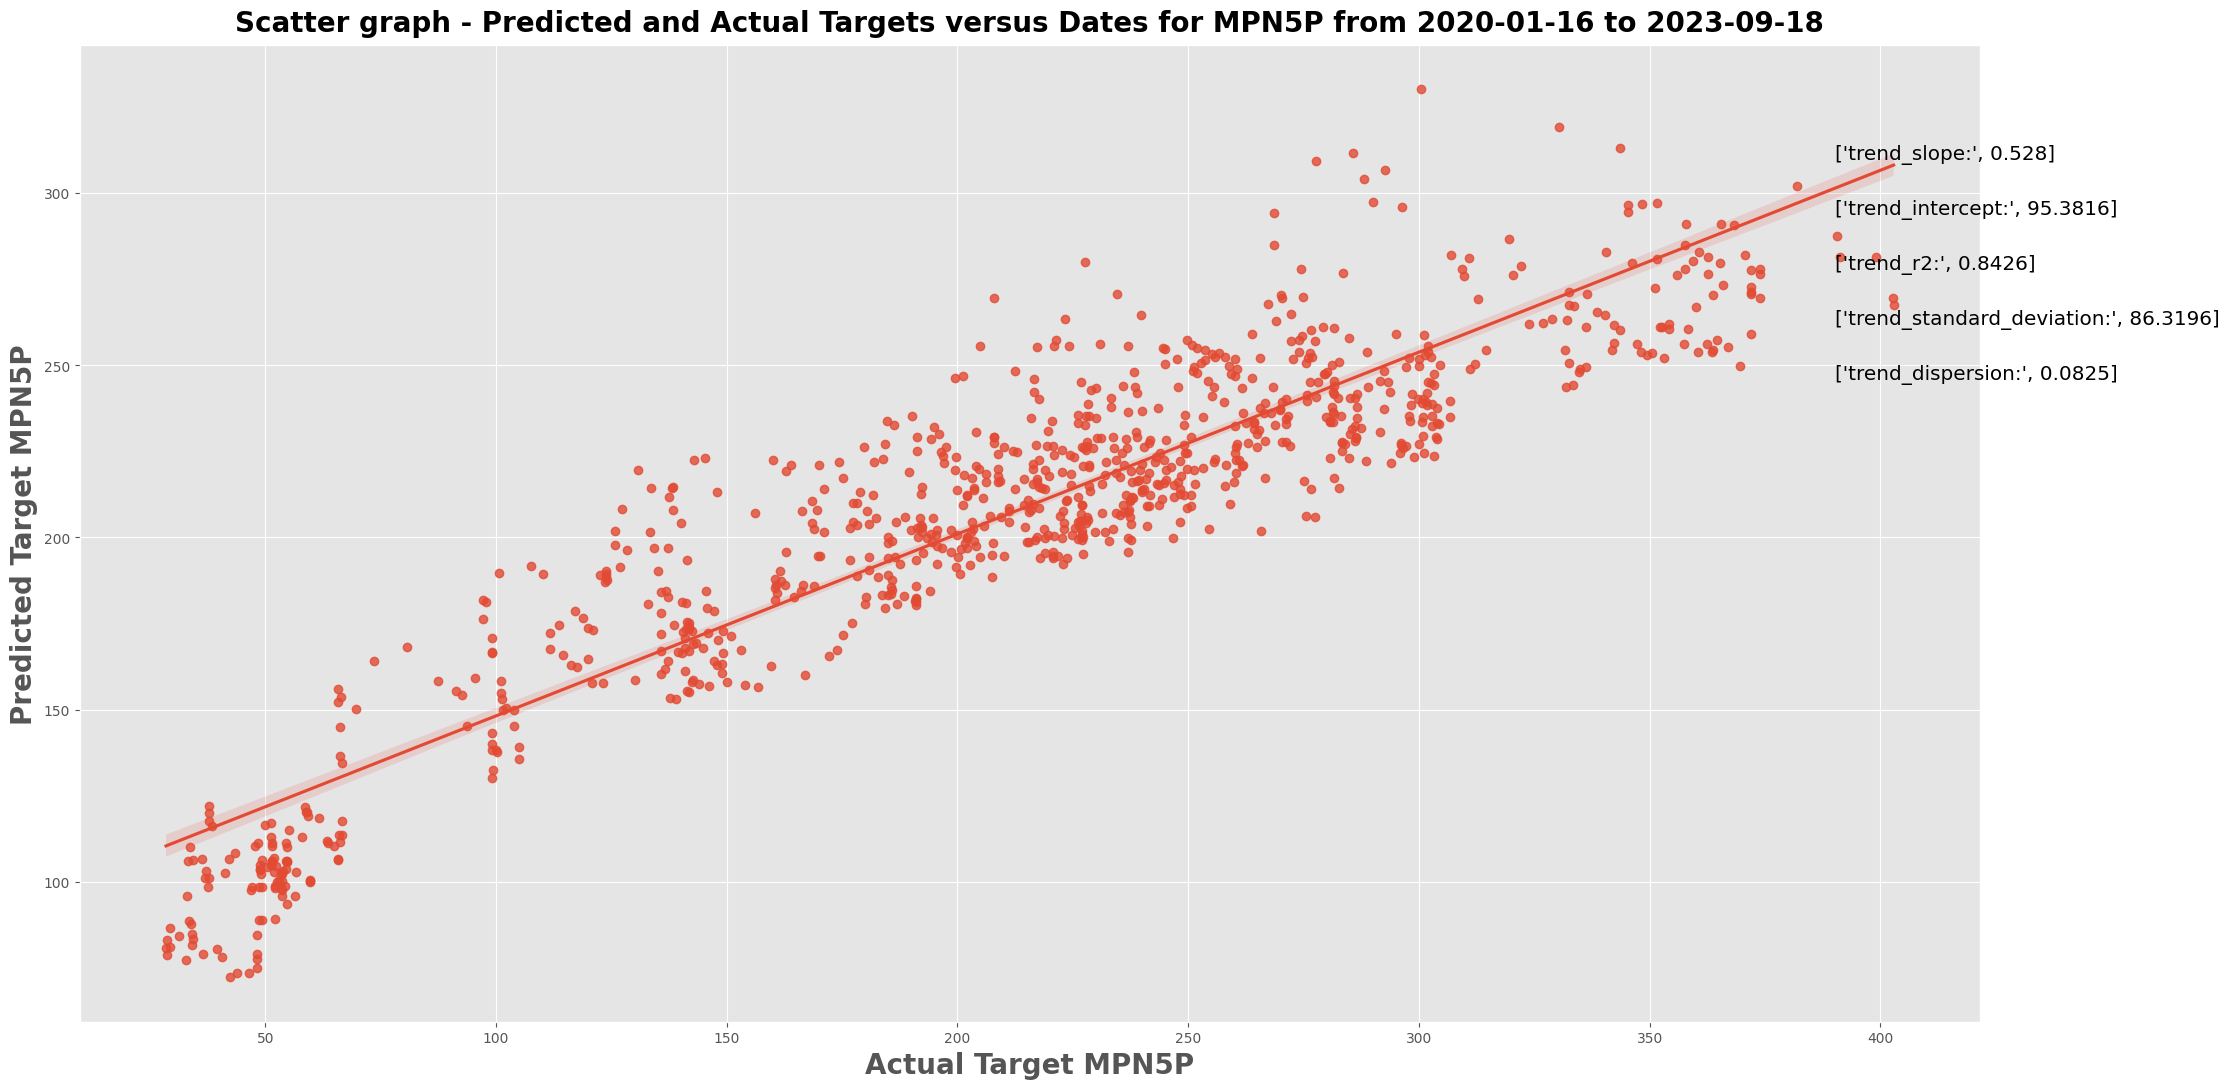 Scatter graph - Predicted and Actual Targets versus Dates for MPN5P from 2020-01-16 to 2023-09-18
Predicted Target MPN5P
300
250
200
150
100
['trend_slope:', 0.528]
['trend_intercept:', 95.3816]
['trend_r2:', 0.8426]
['trend_standard_deviation:', 86.3196]
['trend_dispersion:', 0.0825]
50 100 150 200 250 300 350 400
Actual Target MPN5P